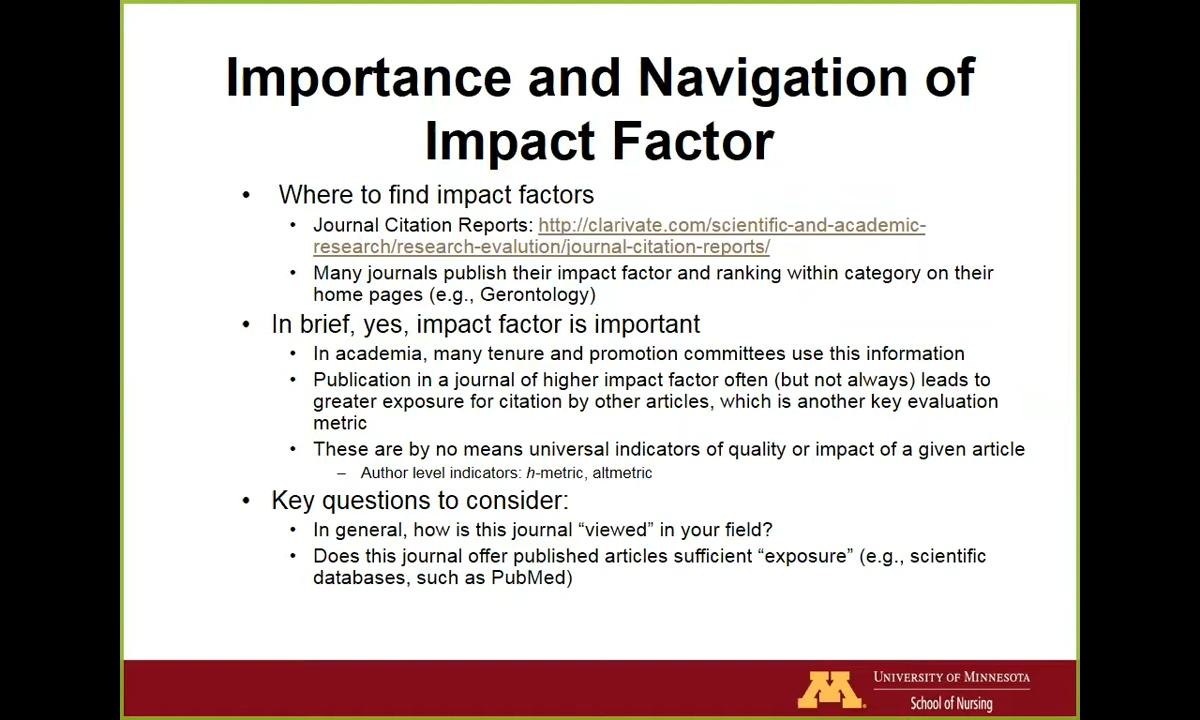 Importance and Navigation of
Impact Factor
• Where to find impact factors
• Journal Citation Reports: http://clarivate.com/scientific-and-academic-
research/research-evalution/journal-citation-reports/
• Many journals publish their impact factor and ranking within category on their
home pages (e.g., Gerontology)
• In brief, yes, impact factor is important
• In academia, many tenure and promotion committees use this information
• Publication in a journal of higher impact factor often (but not always) leads to
greater exposure for citation by other articles, which is another key evaluation
metric
• These are by no means universal indicators of quality or impact of a given article
– Author level indicators: h-metric, altmetric
• Key questions to consider:
• In general, how is this journal “viewed” in your field?
• Does this journal offer published articles sufficient “exposure” (e.g., scientific
databases, such as PubMed)
M
UNIVERSITY OF MINNESOTA
School of Nursing